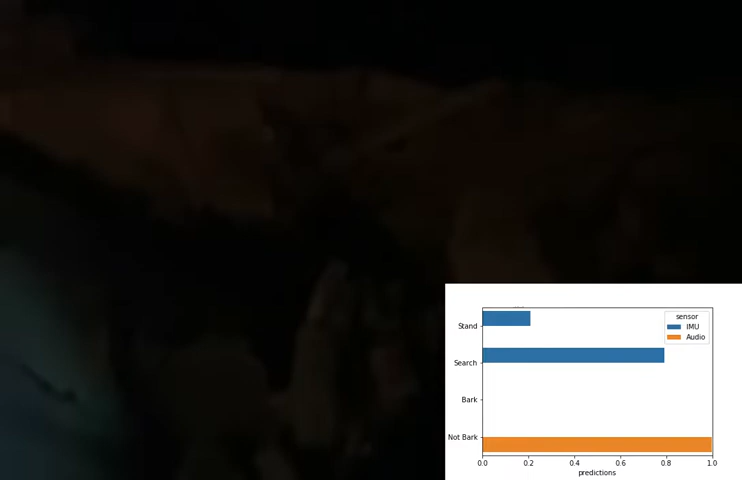 sensor
IMU
Audio
Stand
Search
Bark
Not Bark
0.0 0.2 0.4 0.6 0.8 1.0
predictions